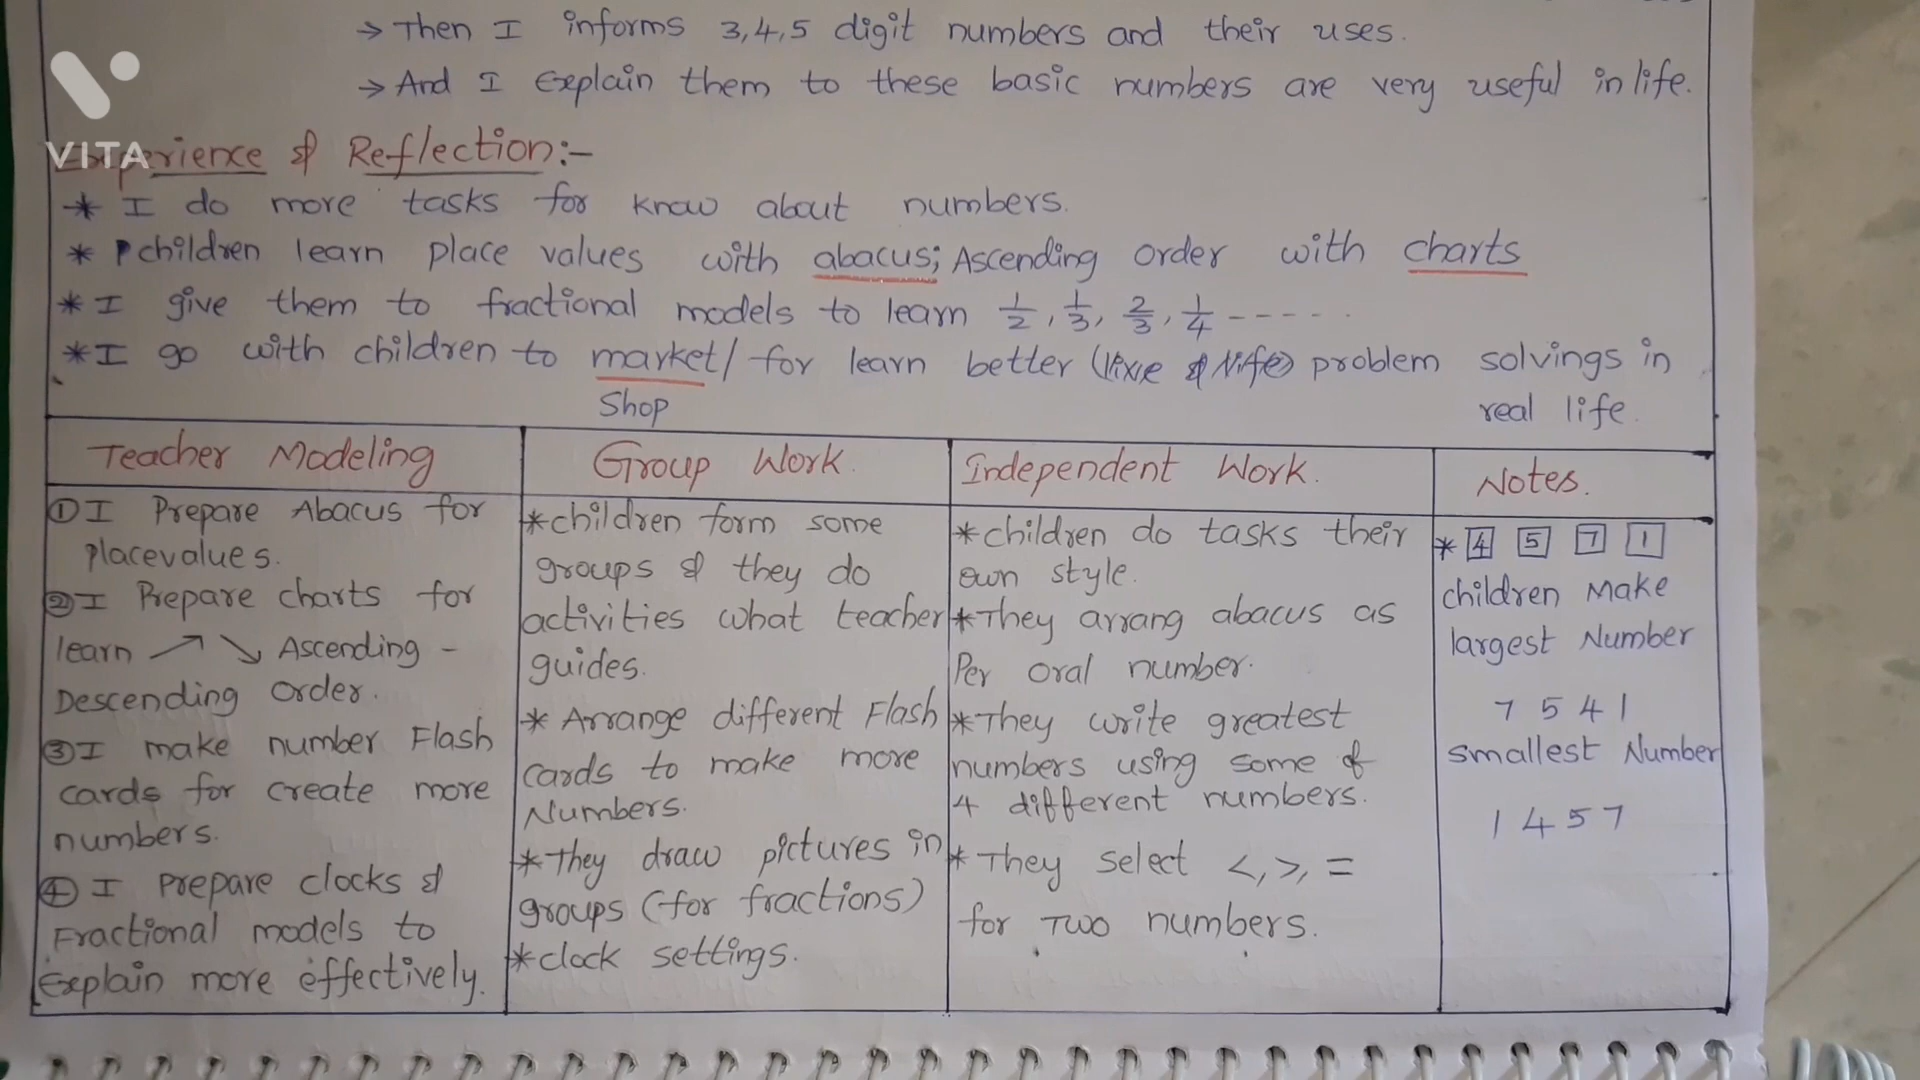 → Then I informs 3,4,5 digit numbers and their uses.
→ And I Explain them to these basic numbers are very useful in life.
VITA
Experience & Reflection:-
* I do more tasks for know about numbers.
* children learn place values with abacus; Ascending order with charts
* I give them to fractional models to learn 1/2, 1/3, 2/3, 1/4 -----
* I go with children to market/ for learn better problem solvings in
Shop real life.
Teacher Modeling
① I Prepare Abacus for
placevalues.
② I Prepare charts for
learn ↗ ↘ Ascending -
Descending Order.
③ I make number Flash
cards for create more
numbers.
④ I Prepare clocks &
Fractional models to
Explain more effectively.
Group Work.
* children form some
groups & they do
activities what teacher
guides.
* Arrange different Flash
cards to make more
Numbers.
* They draw pictures in
groups (for fractions)
* clock settings.
Independent Work.
* children do tasks their
own style.
* They arrang abacus as
Per oral number.
* They write greatest
numbers using some of
4 different numbers.
* They select <, >, =
for Two numbers.
Notes.
* 4 5 7 1
children Make
largest Number
7 5 4 1
smallest Number
1 4 5 7